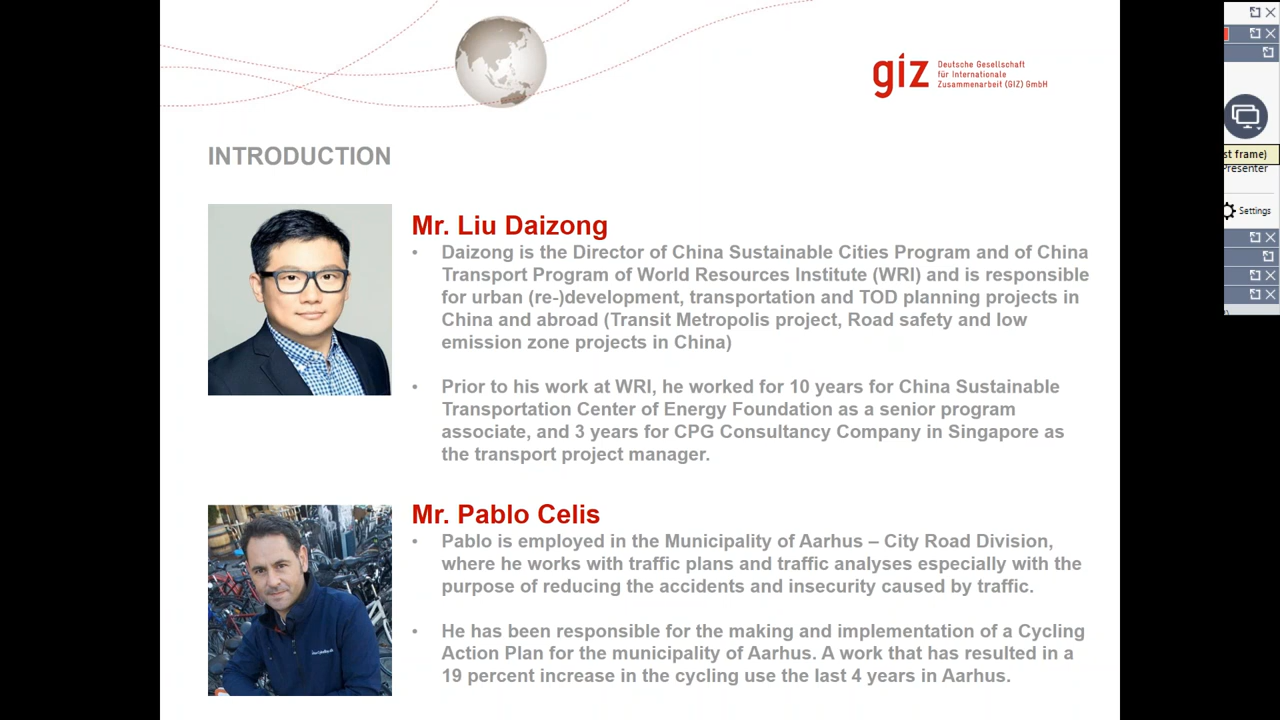 giz Deutsche Gesellschaft
für Internationale
Zusammenarbeit (GIZ) GmbH
INTRODUCTION
Mr. Liu Daizong
• Daizong is the Director of China Sustainable Cities Program and of China
Transport Program of World Resources Institute (WRI) and is responsible
for urban (re-)development, transportation and TOD planning projects in
China and abroad (Transit Metropolis project, Road safety and low
emission zone projects in China)
• Prior to his work at WRI, he worked for 10 years for China Sustainable
Transportation Center of Energy Foundation as a senior program
associate, and 3 years for CPG Consultancy Company in Singapore as
the transport project manager.
Mr. Pablo Celis
• Pablo is employed in the Municipality of Aarhus – City Road Division,
where he works with traffic plans and traffic analyses especially with the
purpose of reducing the accidents and insecurity caused by traffic.
• He has been responsible for the making and implementation of a Cycling
Action Plan for the municipality of Aarhus. A work that has resulted in a
19 percent increase in the cycling use the last 4 years in Aarhus.
st frame)
Presenter
Settings